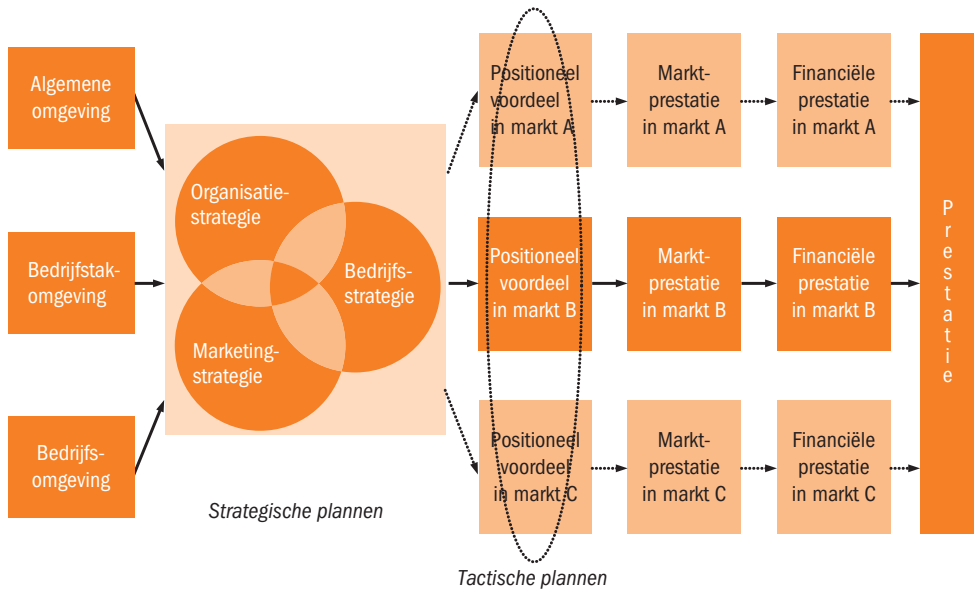 Algemene
omgeving
Bedrijfstak-
omgeving
Bedrijfs-
omgeving
Organisatie-
strategie
Bedrijfs-
strategie
Marketing-
strategie
Strategische plannen
Positioneel
voordeel
in markt A
Markt-
prestatie
in markt A
Financiële
prestatie
in markt A
Positioneel
voordeel
in markt B
Markt-
prestatie
in markt B
Financiële
prestatie
in markt B
Positioneel
voordeel
in markt C
Markt-
prestatie
in markt C
Financiële
prestatie
in markt C
Tactische plannen
Prestatie